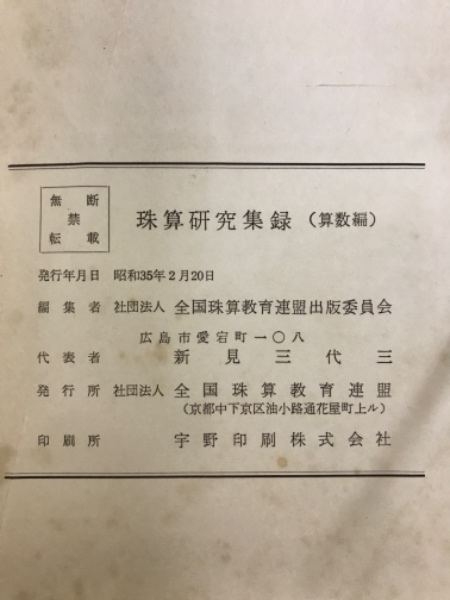 無断
禁
転載
珠算研究集録（算数編）
発行年月日 昭和35年2月20日
編集者 社団法人 全国珠算教育連盟出版委員会
広島市愛宕町一〇八
代表者 新見三代三
発行所 社団法人 全国珠算教育連盟
（京都中下京区油小路通花屋町上ル）
印刷所 宇野印刷株式会社